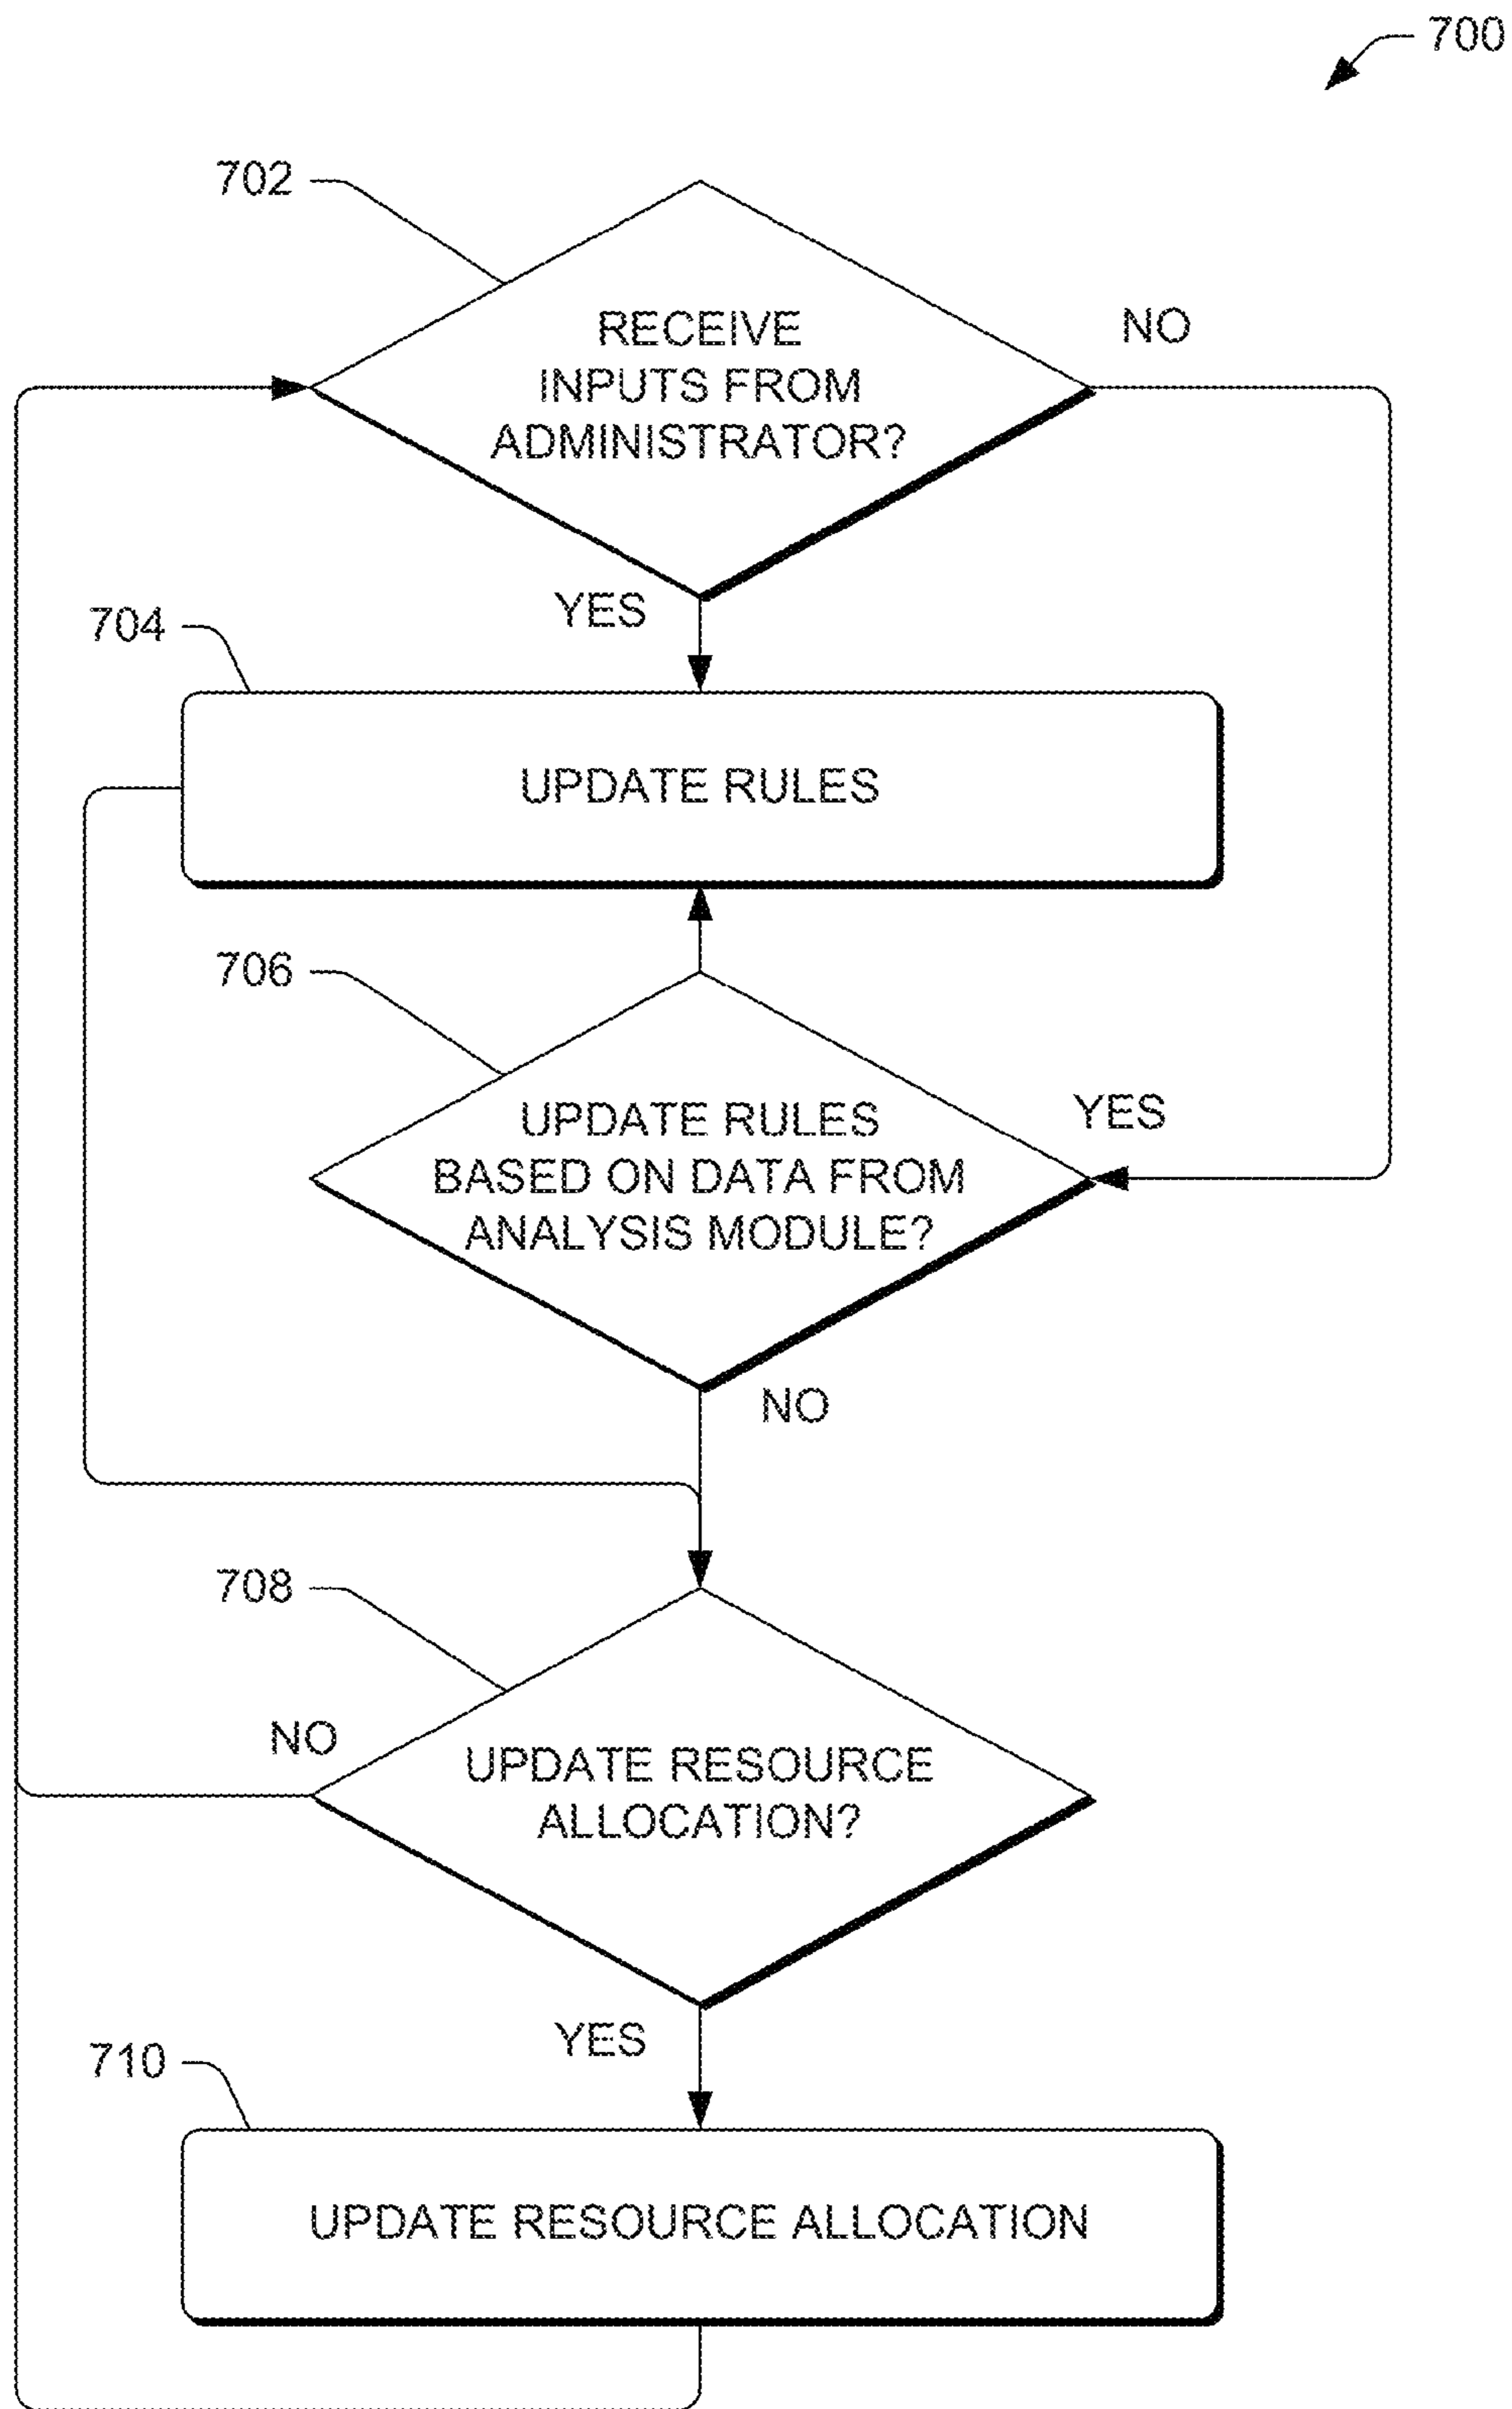 700
702
RECEIVE
INPUTS FROM
ADMINISTRATOR?
NO
YES
704
UPDATE RULES
706
UPDATE RULES
BASED ON DATA FROM
ANALYSIS MODULE?
YES
NO
708
NO
UPDATE RESOURCE
ALLOCATION?
YES
710
UPDATE RESOURCE ALLOCATION